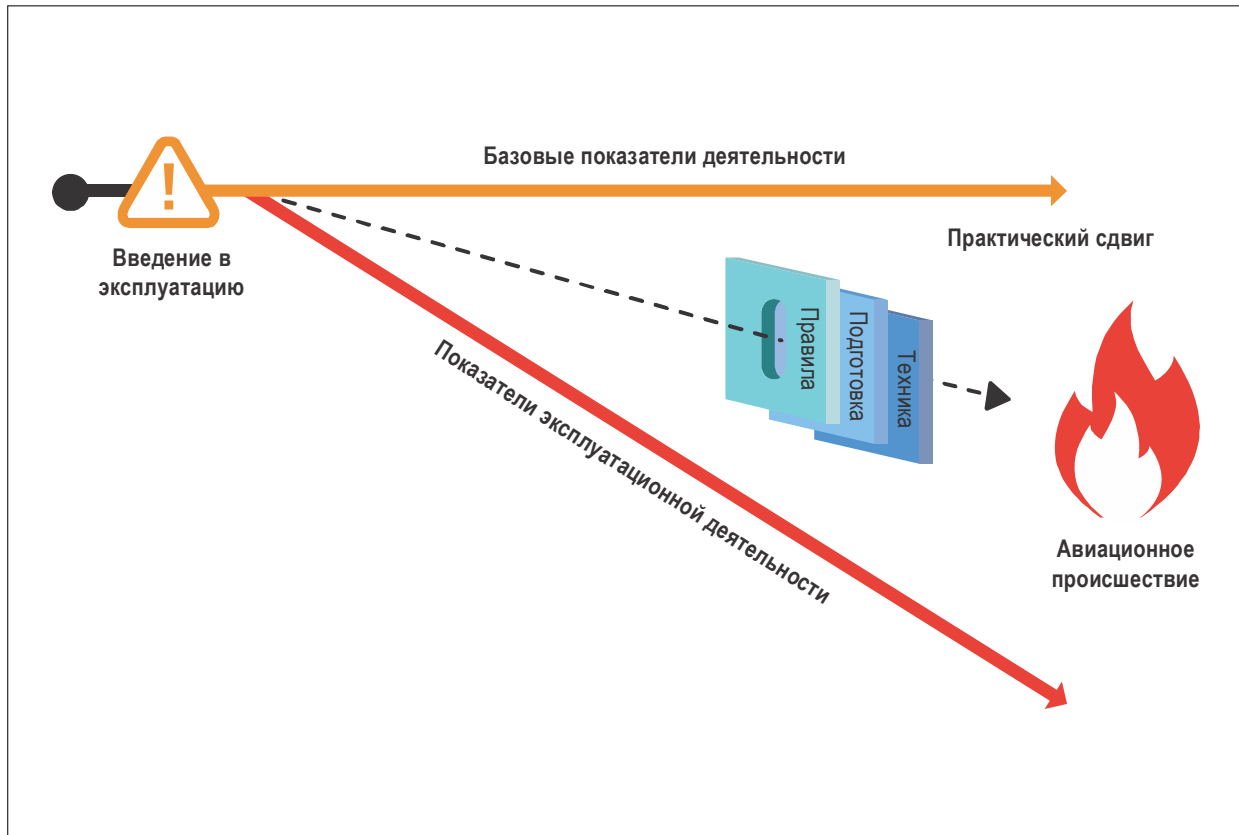 Базовые показатели деятельности
Практический сдвиг
Введение в
эксплуатацию
Правила
Подготовка
Техника
Показатели эксплуатационной деятельности
Авиационное
происшествие